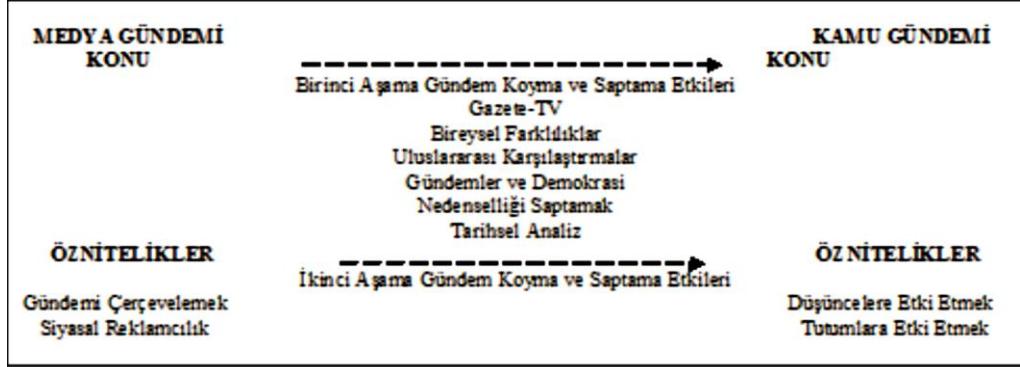 MEDYA GÜNDEMİ
KONU
KAMU GÜNDEMİ
KONU
Birinci Aşama Gündem Koyma ve Saptama Etkileri
Gazete-TV
Bireysel Farklılıklar
Uluslararası Karşılaştırmalar
Gündemler ve Demokrasi
Nedenselliği Saptamak
Tarihsel Analiz
ÖZNİTELİKLER
ÖZNİTELİKLER
İkinci Aşama Gündem Koyma ve Saptama Etkileri
Gündemi Çerçevelemek
Siyasal Reklamcılık
Düşüncelere Etki Etmek
Tutumlara Etki Etmek